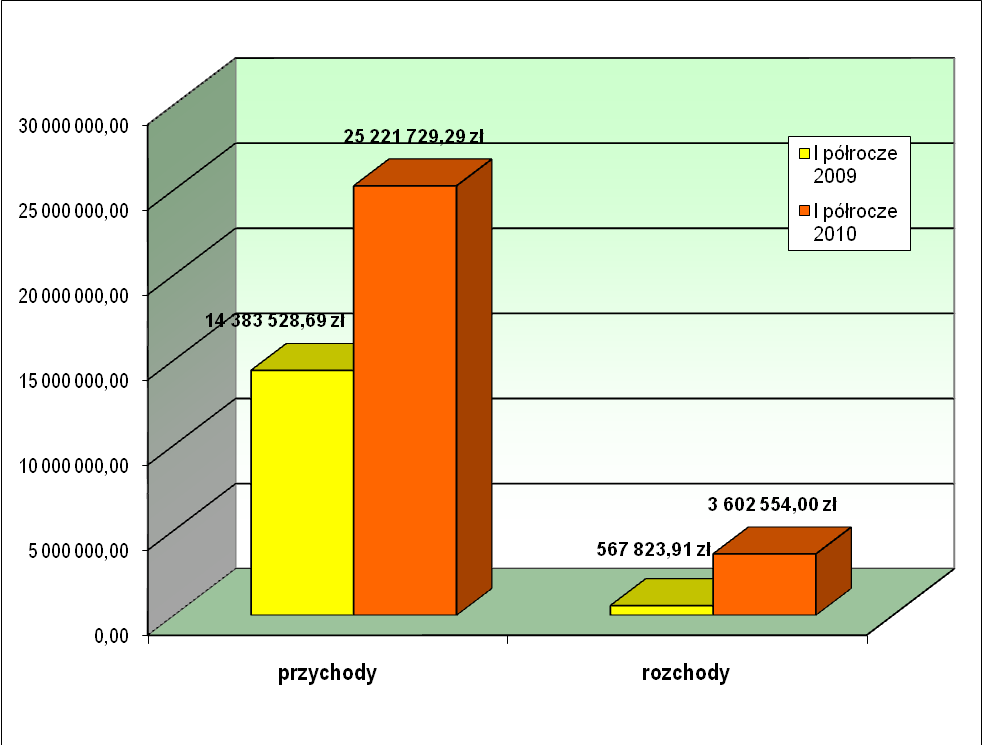 30 000 000,00
25 000 000,00
20 000 000,00
15 000 000,00
10 000 000,00
5 000 000,00
0,00
25 221 729,29 zł
14 383 528,69 zł
3 602 554,00 zł
567 823,91 zł
I półrocze
2009
I półrocze
2010
przychody
rozchody